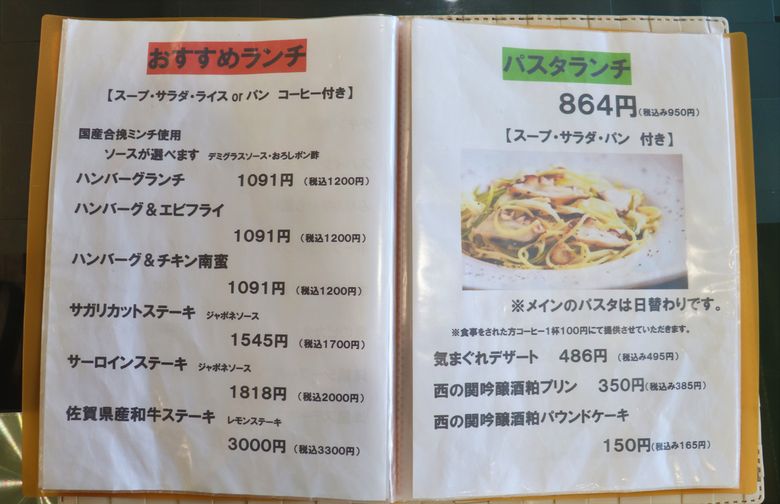 おすすめランチ
【スープ・サラダ・ライス or パン コーヒー付き】
国産合挽ミンチ使用
ソースが選べます デミグラスソース・おろしポン酢
ハンバーグランチ 1091円 (税込1200円)
ハンバーグ＆エビフライ
1091円 (税込1200円)
ハンバーグ＆チキン南蛮
1091円 (税込1200円)
サガリカットステーキ ジャポネソース
1545円 (税込1700円)
サーロインステーキ ジャポネソース
1818円 (税込2000円)
佐賀県産和牛ステーキ レモンステーキ
3000円 (税込3300円)
パスタランチ
864円(税込み950円)
【スープ・サラダ・パン 付き】
※メインのパスタは日替わりです。
※食事をされた方コーヒー1杯100円にて提供させていただきます。
気まぐれデザート 486円 (税込み495円)
西の関吟醸酒粕プリン 350円(税込み385円)
西の関吟醸酒粕パウンドケーキ
150円(税込み165円)